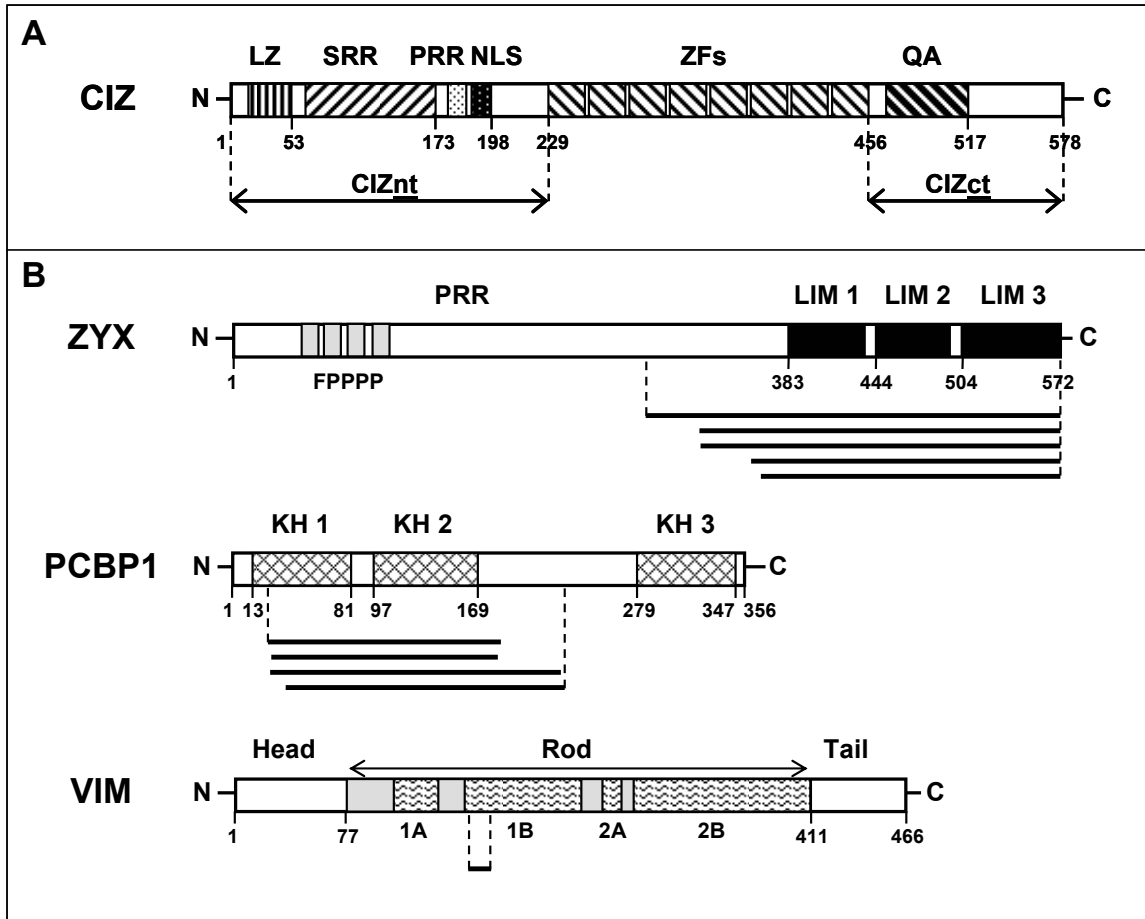 A
LZ SRR PRR NLS ZFs QA
CIZ N C
1 53 173 198 229 456 517 578
CIZnt CIZct
B
PRR LIM 1 LIM 2 LIM 3
ZYX N C
1 FPPPP 383 444 504 572
KH 1 KH 2 KH 3
PCBP1 N C
1 13 81 97 169 279 347 356
Head Rod Tail
VIM N C
1 77 1A 1B 2A 2B 411 466